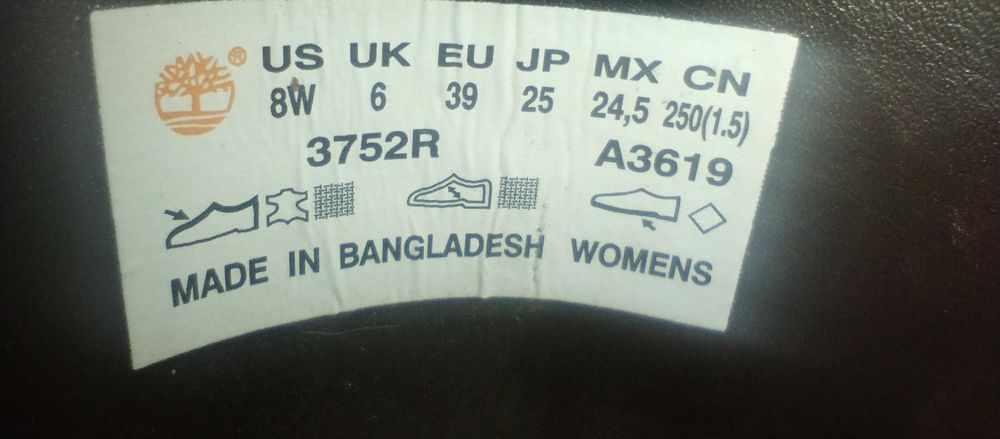 ® US UK EU JP MX CN
8W 6 39 25 24,5 250(1.5)
3752R A3619
MADE IN BANGLADESH WOMENS